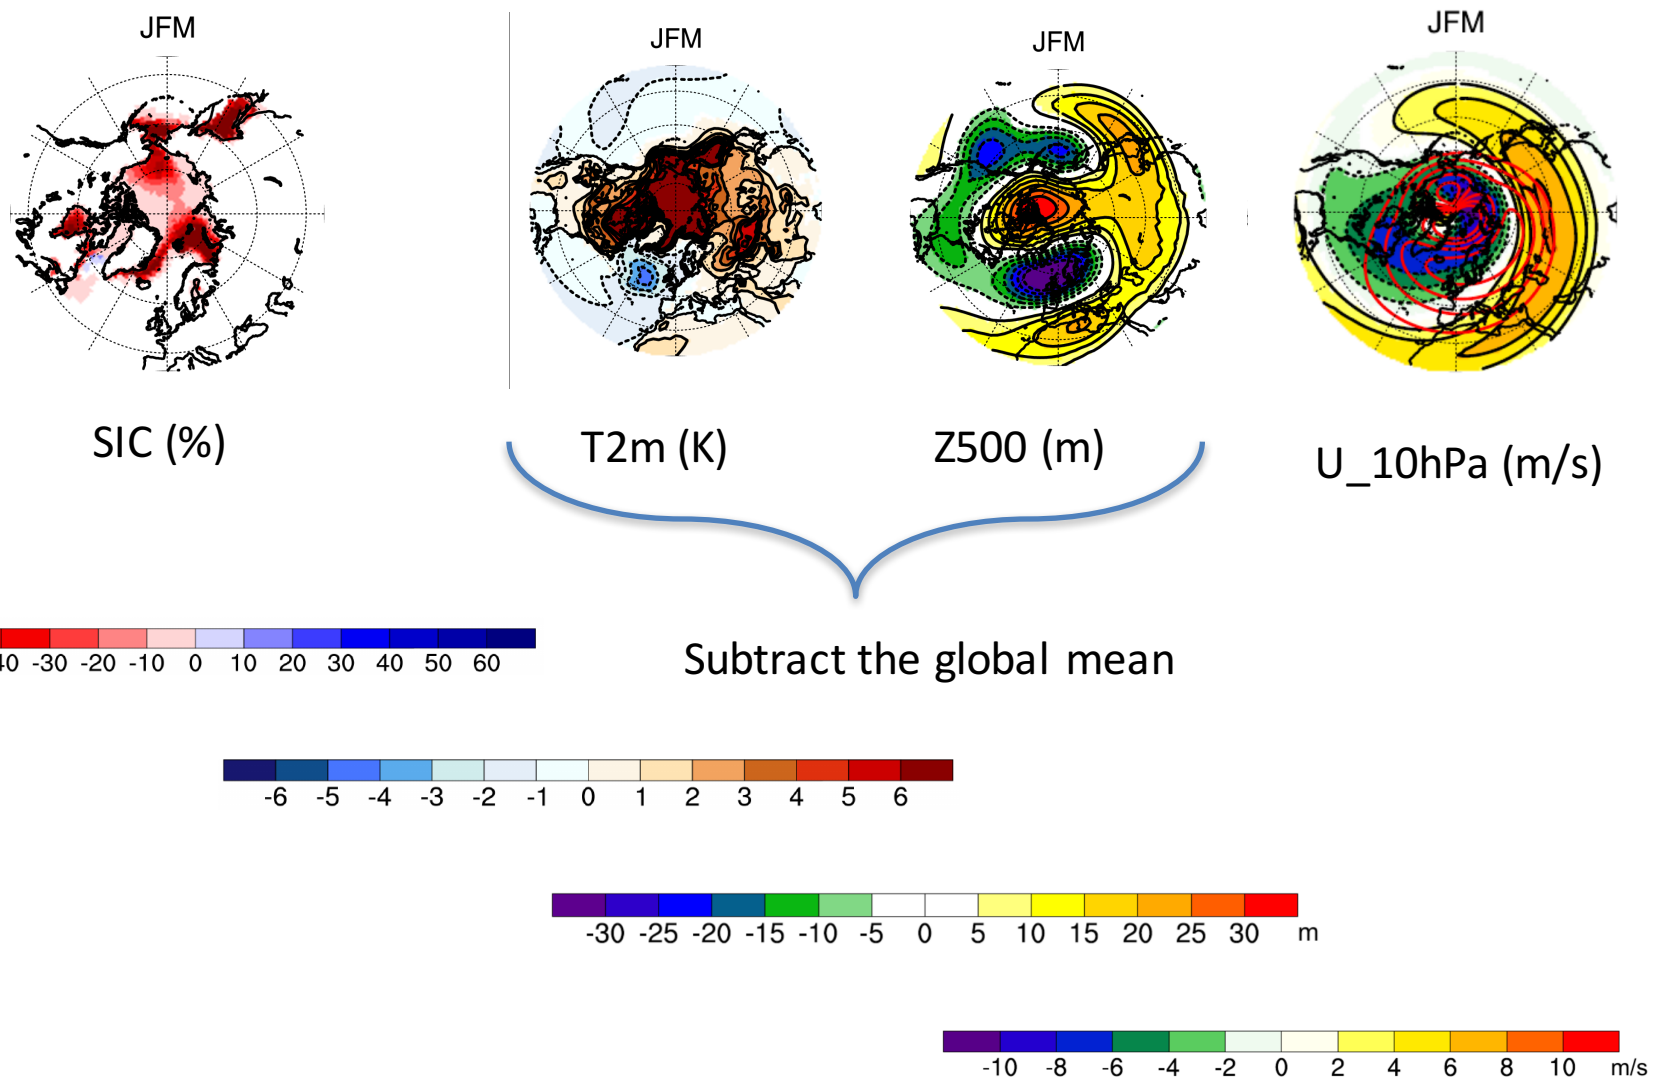 JFM
JFM
JFM
JFM
SIC (%)
T2m (K)
Z500 (m)
U_10hPa (m/s)
Subtract the global mean
40 -30 -20 -10 0 10 20 30 40 50 60
-6 -5 -4 -3 -2 -1 0 1 2 3 4 5 6
-30 -25 -20 -15 -10 -5 0 5 10 15 20 25 30 m
-10 -8 -6 -4 -2 0 2 4 6 8 10 m/s